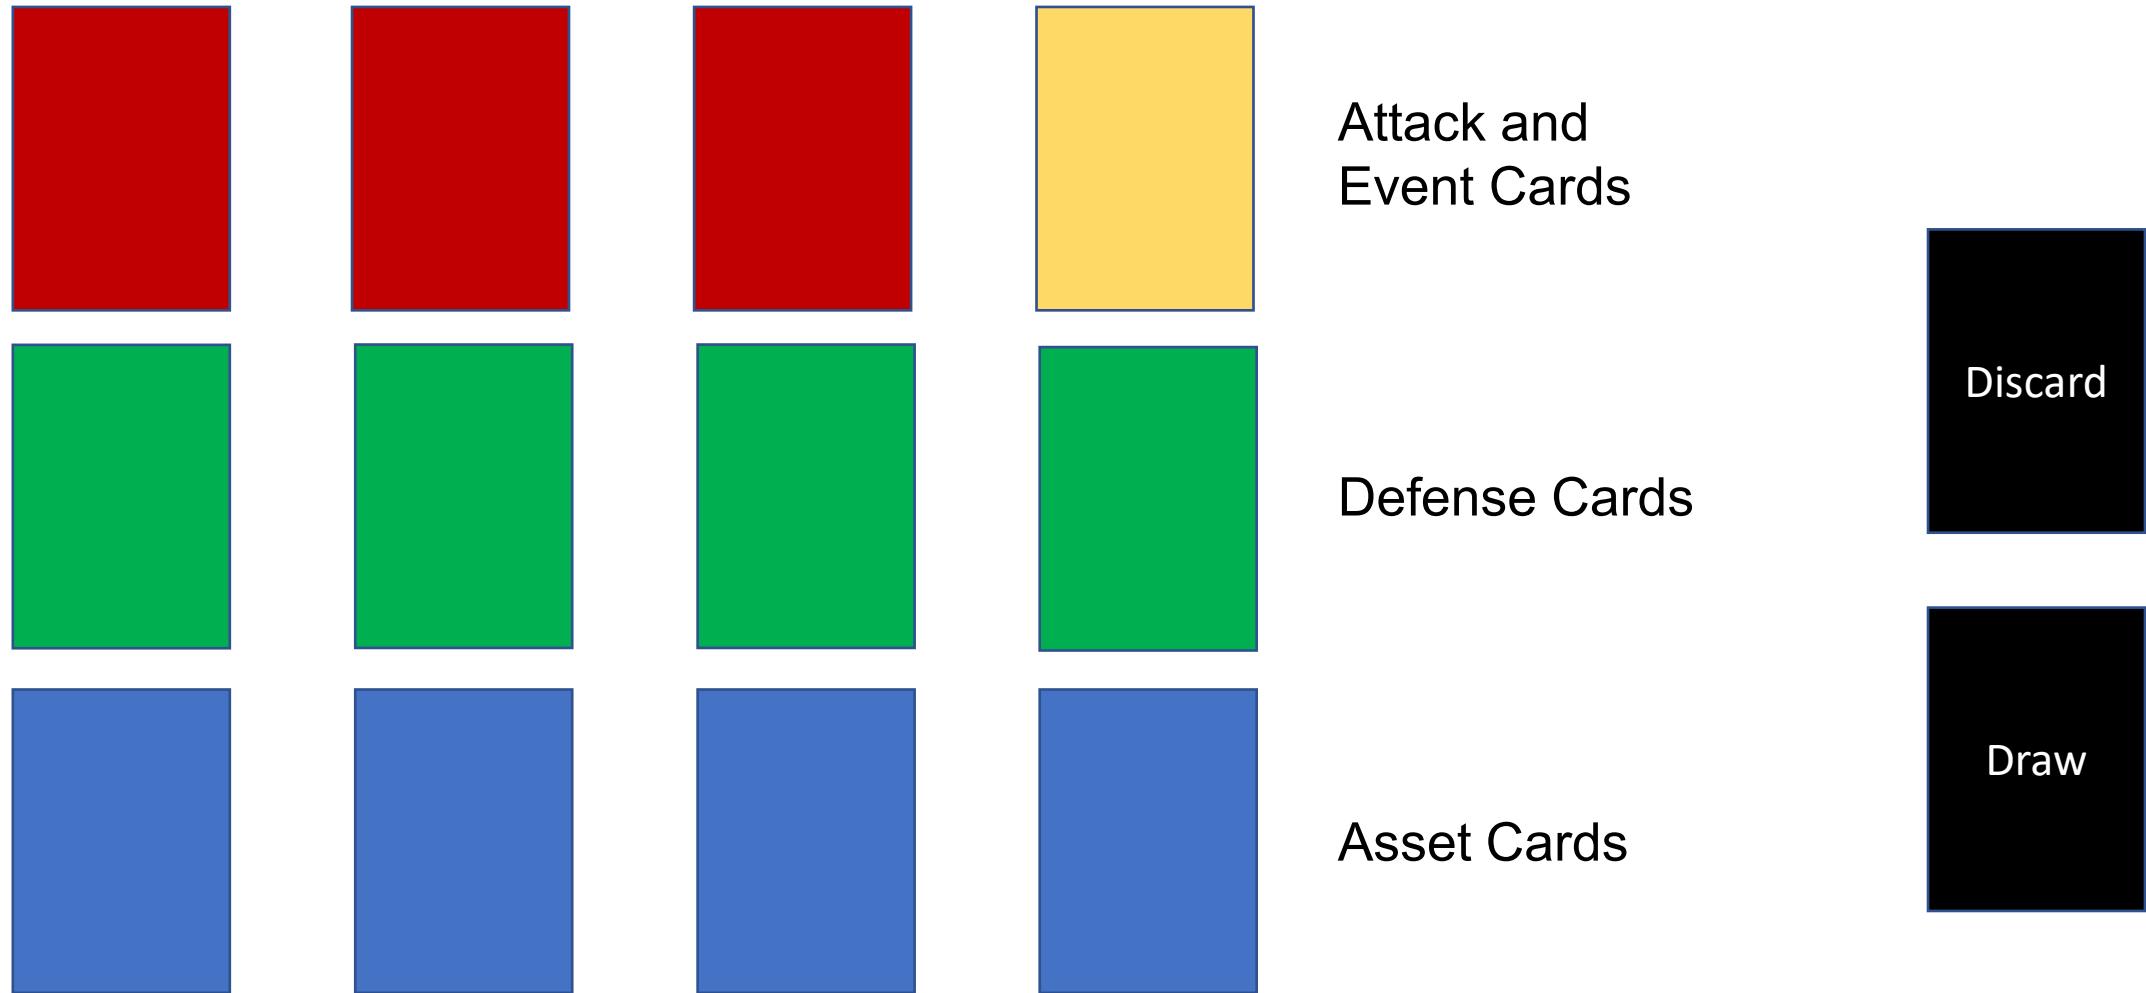 Attack and
Event Cards
Discard
Defense Cards
Draw
Asset Cards